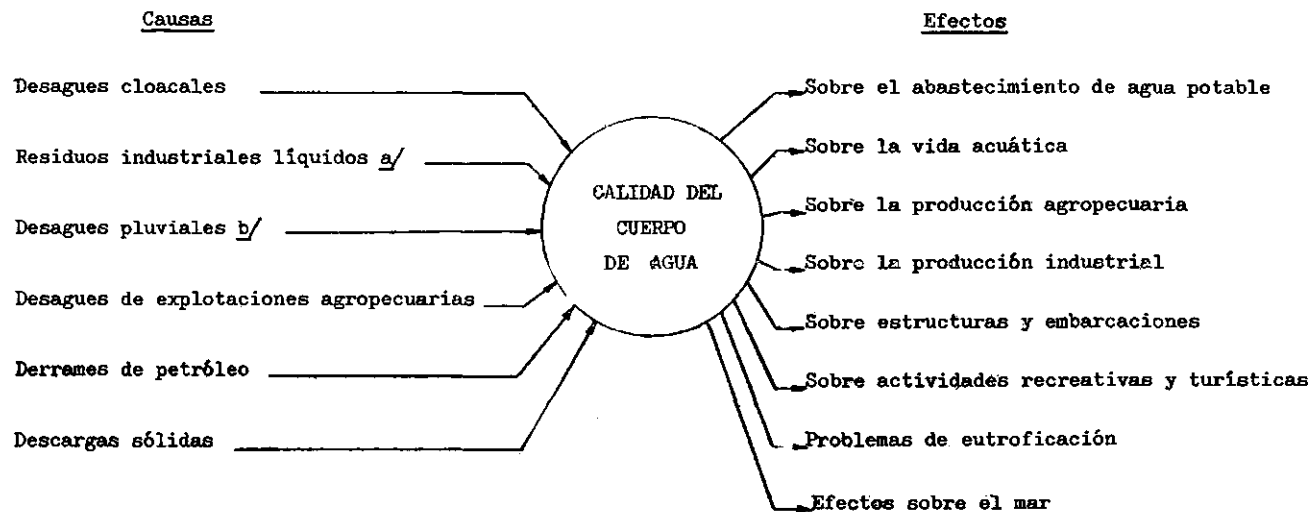 Causas
Desagues cloacales
Residuos industriales líquidos a/
Desagues pluviales b/
Desagues de explotaciones agropecuarias
Derrames de petróleo
Descargas sólidas
CALIDAD DEL
CUERPO
DE AGUA
Efectos
Sobre el abastecimiento de agua potable
Sobre la vida acuática
Sobre la producción agropecuaria
Sobre la producción industrial
Sobre estructuras y embarcaciones
Sobre actividades recreativas y turísticas
Problemas de eutroficación
Efectos sobre el mar